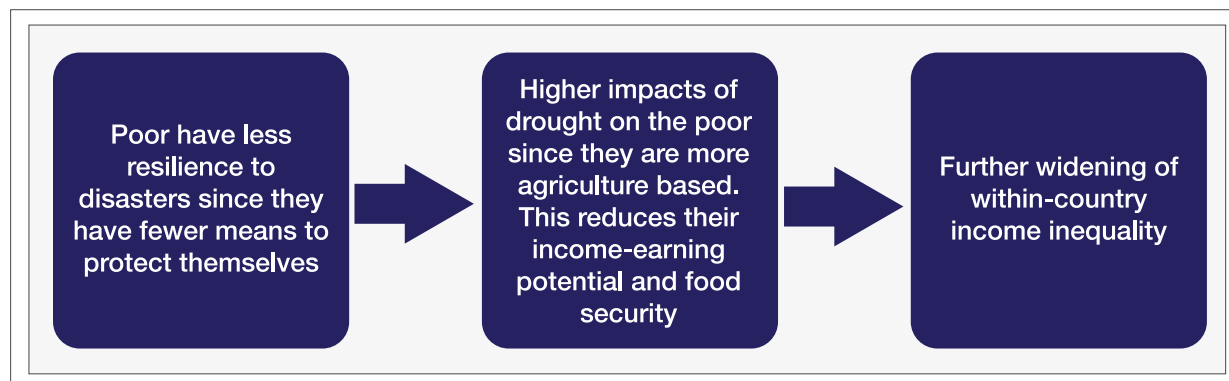 Poor have less
resilience to
disasters since they
have fewer means to
protect themselves
Higher impacts of
drought on the poor
since they are more
agriculture based.
This reduces their
income-earning
potential and food
security
Further widening of
within-country
income inequality